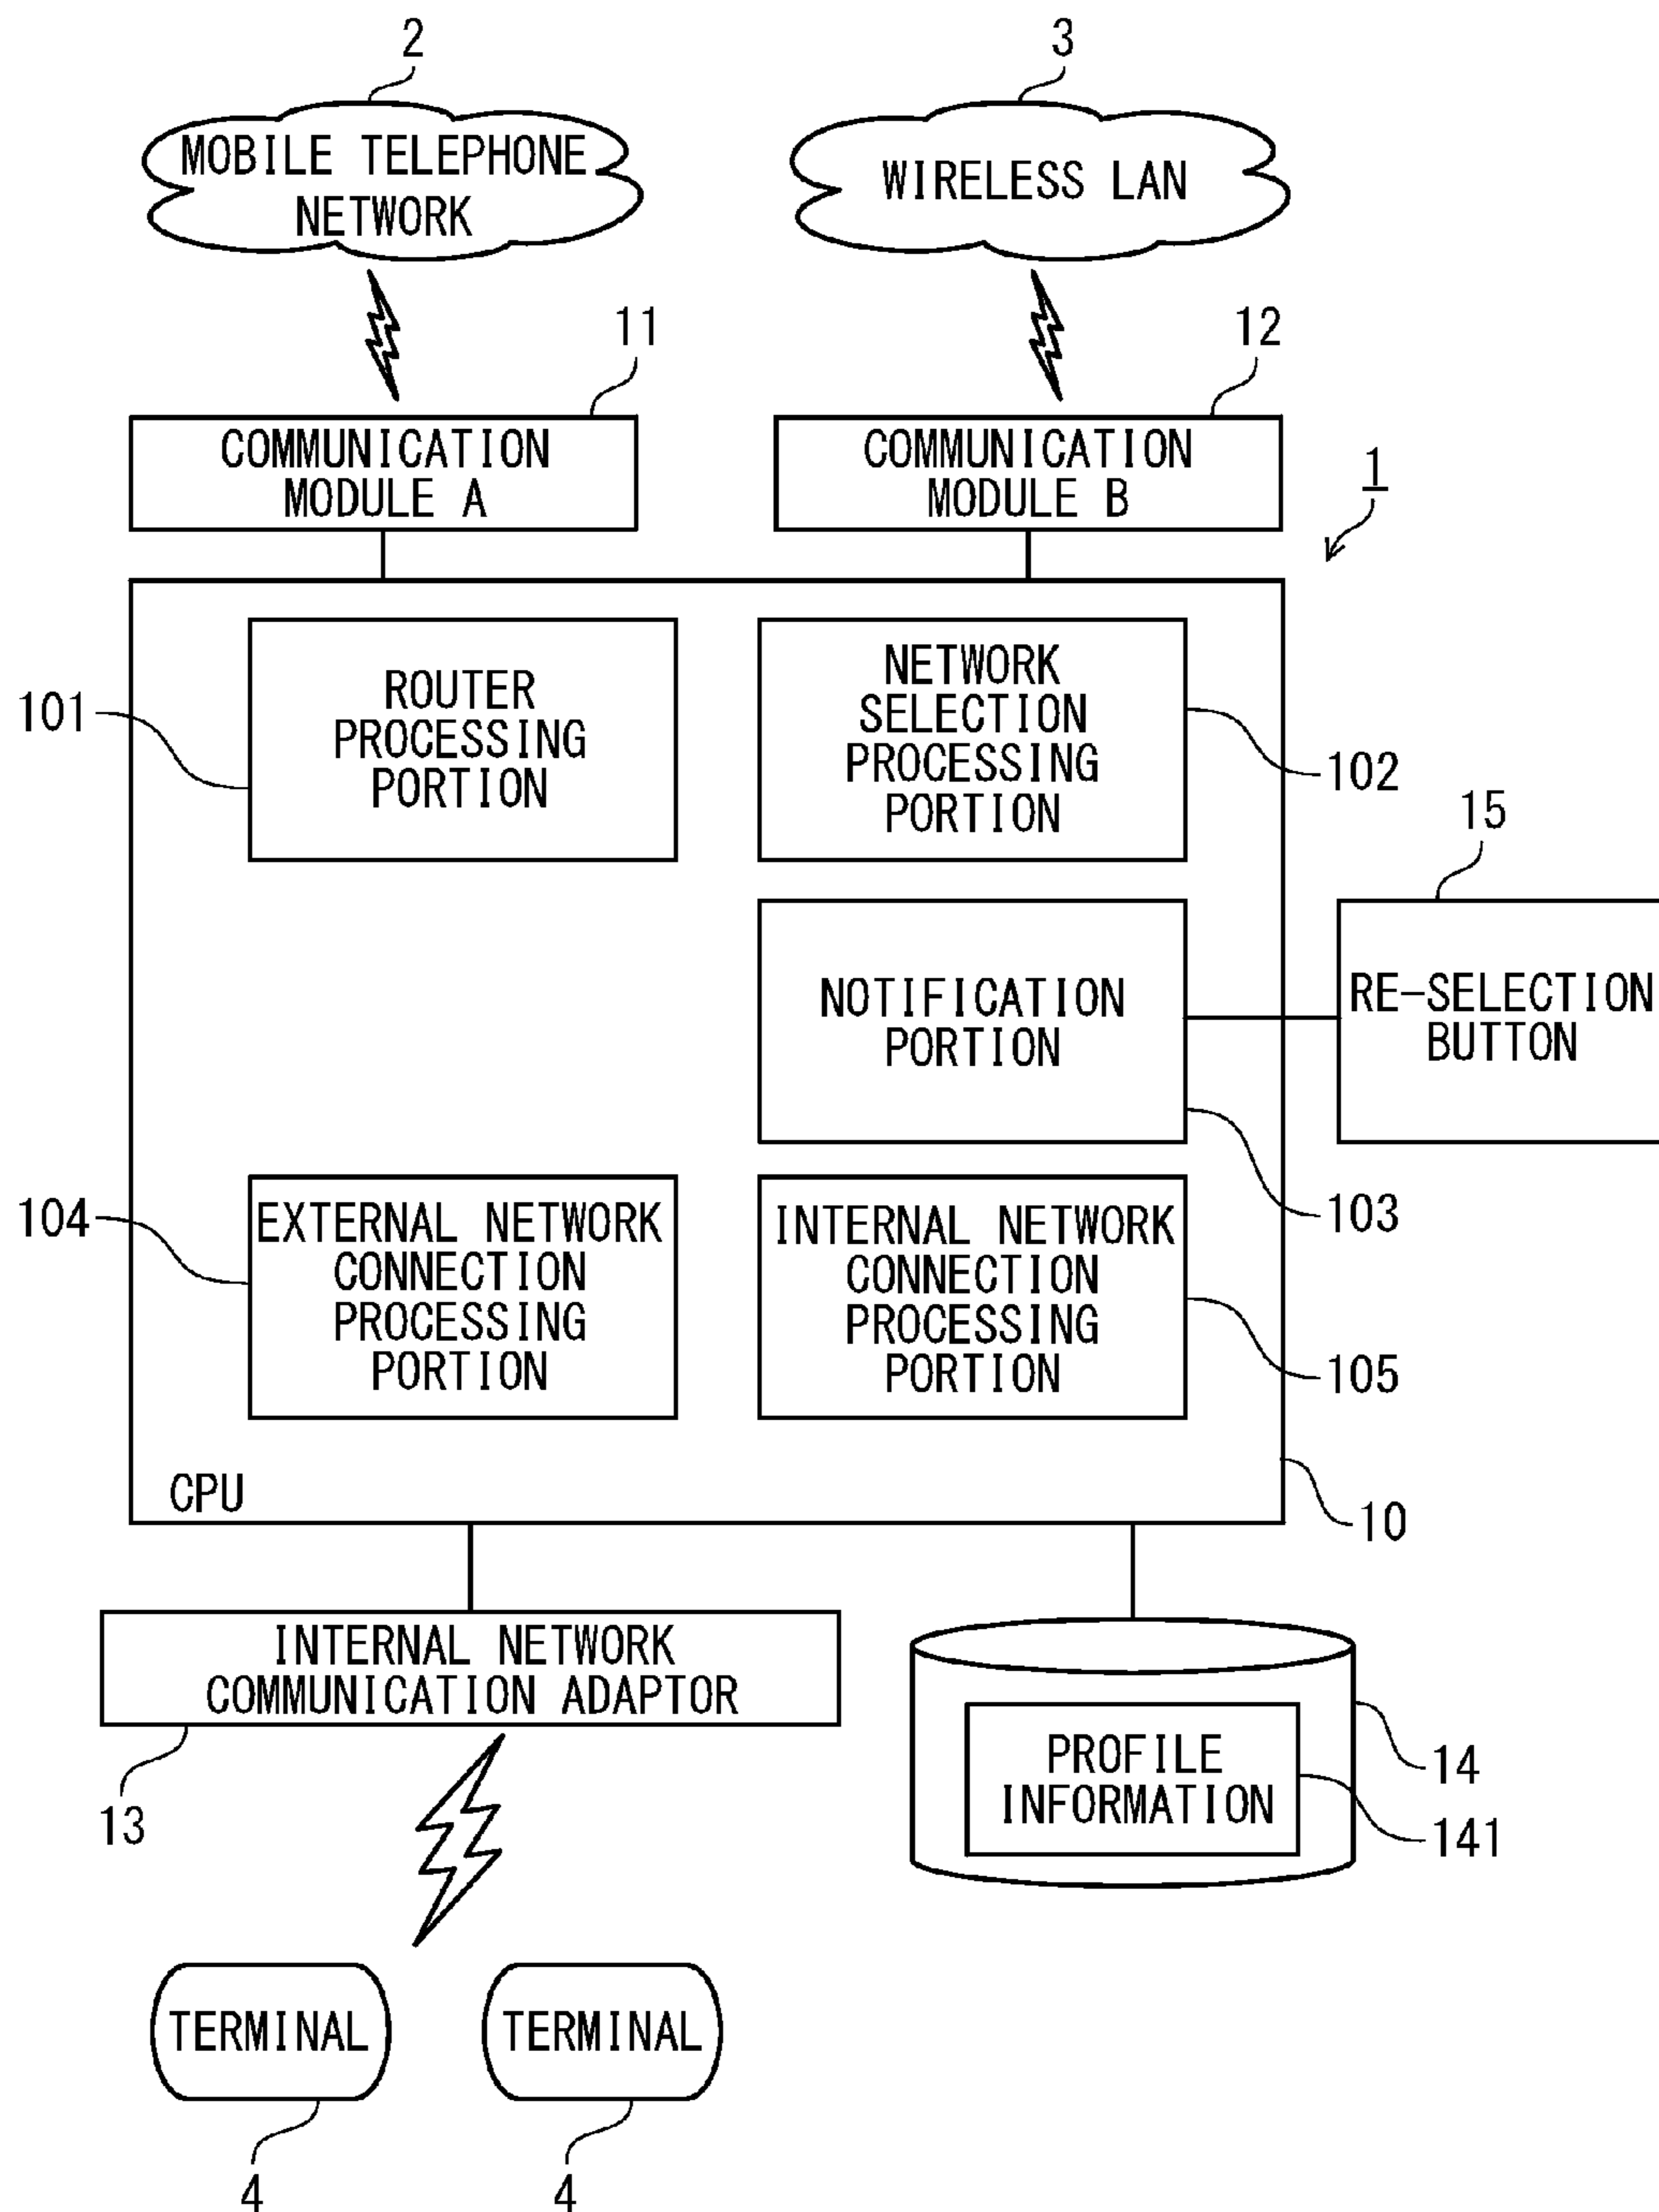 2
3
MOBILE TELEPHONE
NETWORK
WIRELESS LAN
11
12
COMMUNICATION
MODULE A
COMMUNICATION
MODULE B
1
ROUTER
PROCESSING
PORTION
101
NETWORK
SELECTION
PROCESSING
PORTION
102
15
NOTIFICATION
PORTION
RE-SELECTION
BUTTON
103
104
EXTERNAL NETWORK
CONNECTION
PROCESSING
PORTION
INTERNAL NETWORK
CONNECTION
PROCESSING
PORTION
105
CPU
10
INTERNAL NETWORK
COMMUNICATION ADAPTOR
13
PROFILE
INFORMATION
14
141
TERMINAL
TERMINAL
4
4